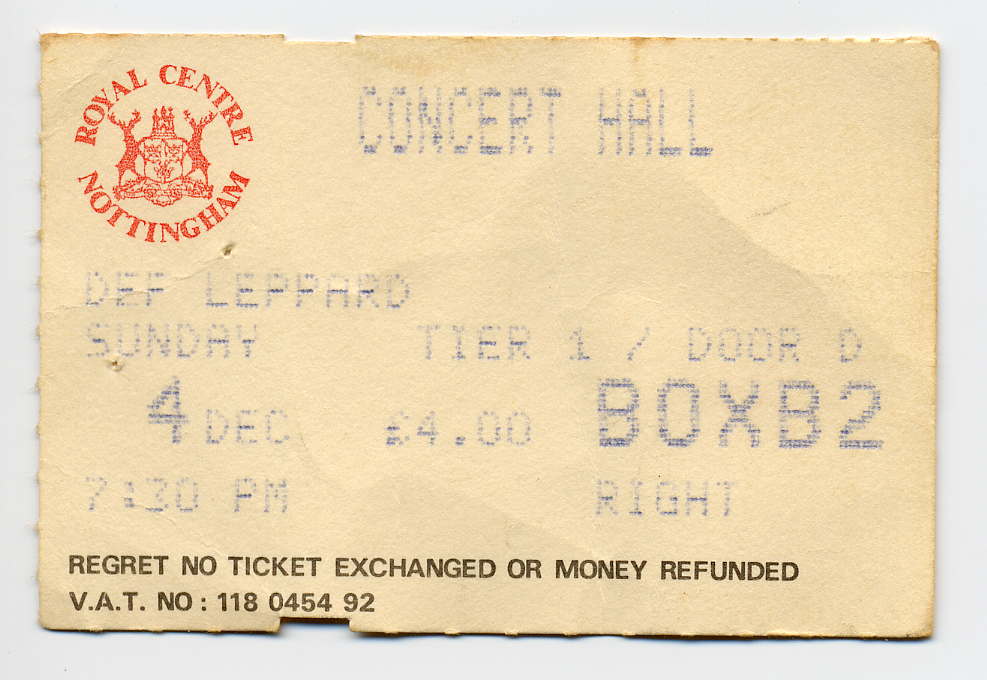 ROYAL CENTRE
NOTTINGHAM
CONCERT HALL
DEF LEPPARD
SUNDAY TIER 1 / DOOR D
4 DEC £4.00 BOXB2
7:30 PM RIGHT
REGRET NO TICKET EXCHANGED OR MONEY REFUNDED
V.A.T. NO : 118 0454 92